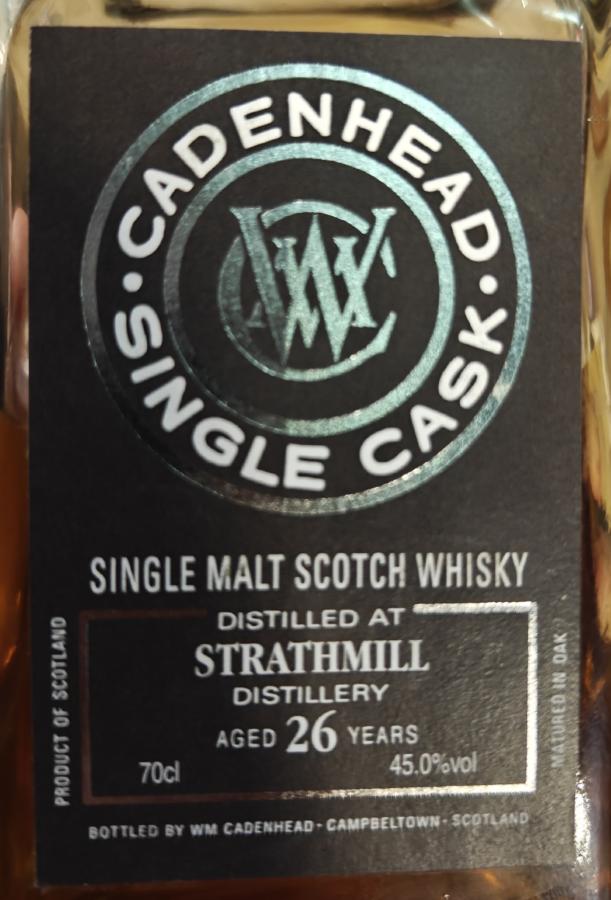 · CADENHEAD ·
SINGLE CASK
WC
SINGLE MALT SCOTCH WHISKY
DISTILLED AT
STRATHMILL
DISTILLERY
AGED 26 YEARS
70cl 45.0%vol
PRODUCT OF SCOTLAND
MATURED IN OAK
BOTTLED BY WM CADENHEAD - CAMPBELTOWN - SCOTLAND